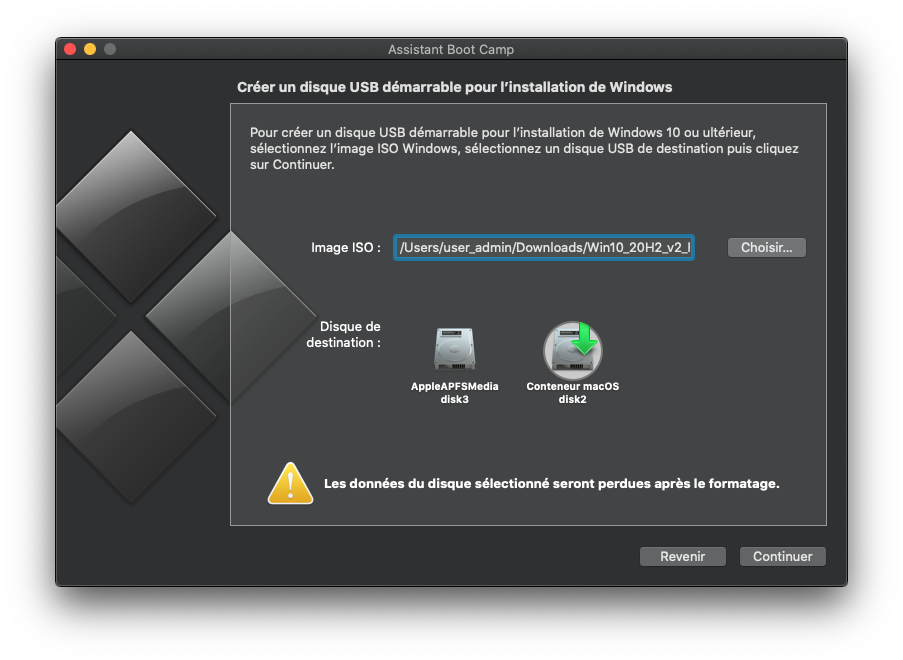 Assistant Boot Camp
Créer un disque USB démarrable pour l’installation de Windows
Pour créer un disque USB démarrable pour l’installation de Windows 10 ou ultérieur,
sélectionnez l’image ISO Windows, sélectionnez un disque USB de destination puis cliquez
sur Continuer.
Image ISO :
/Users/user_admin/Downloads/Win10_20H2_v2_
Choisir...
Disque de
destination :
AppleAPFSMedia
disk3
Conteneur macOS
disk2
Les données du disque sélectionné seront perdues après le formatage.
Revenir
Continuer